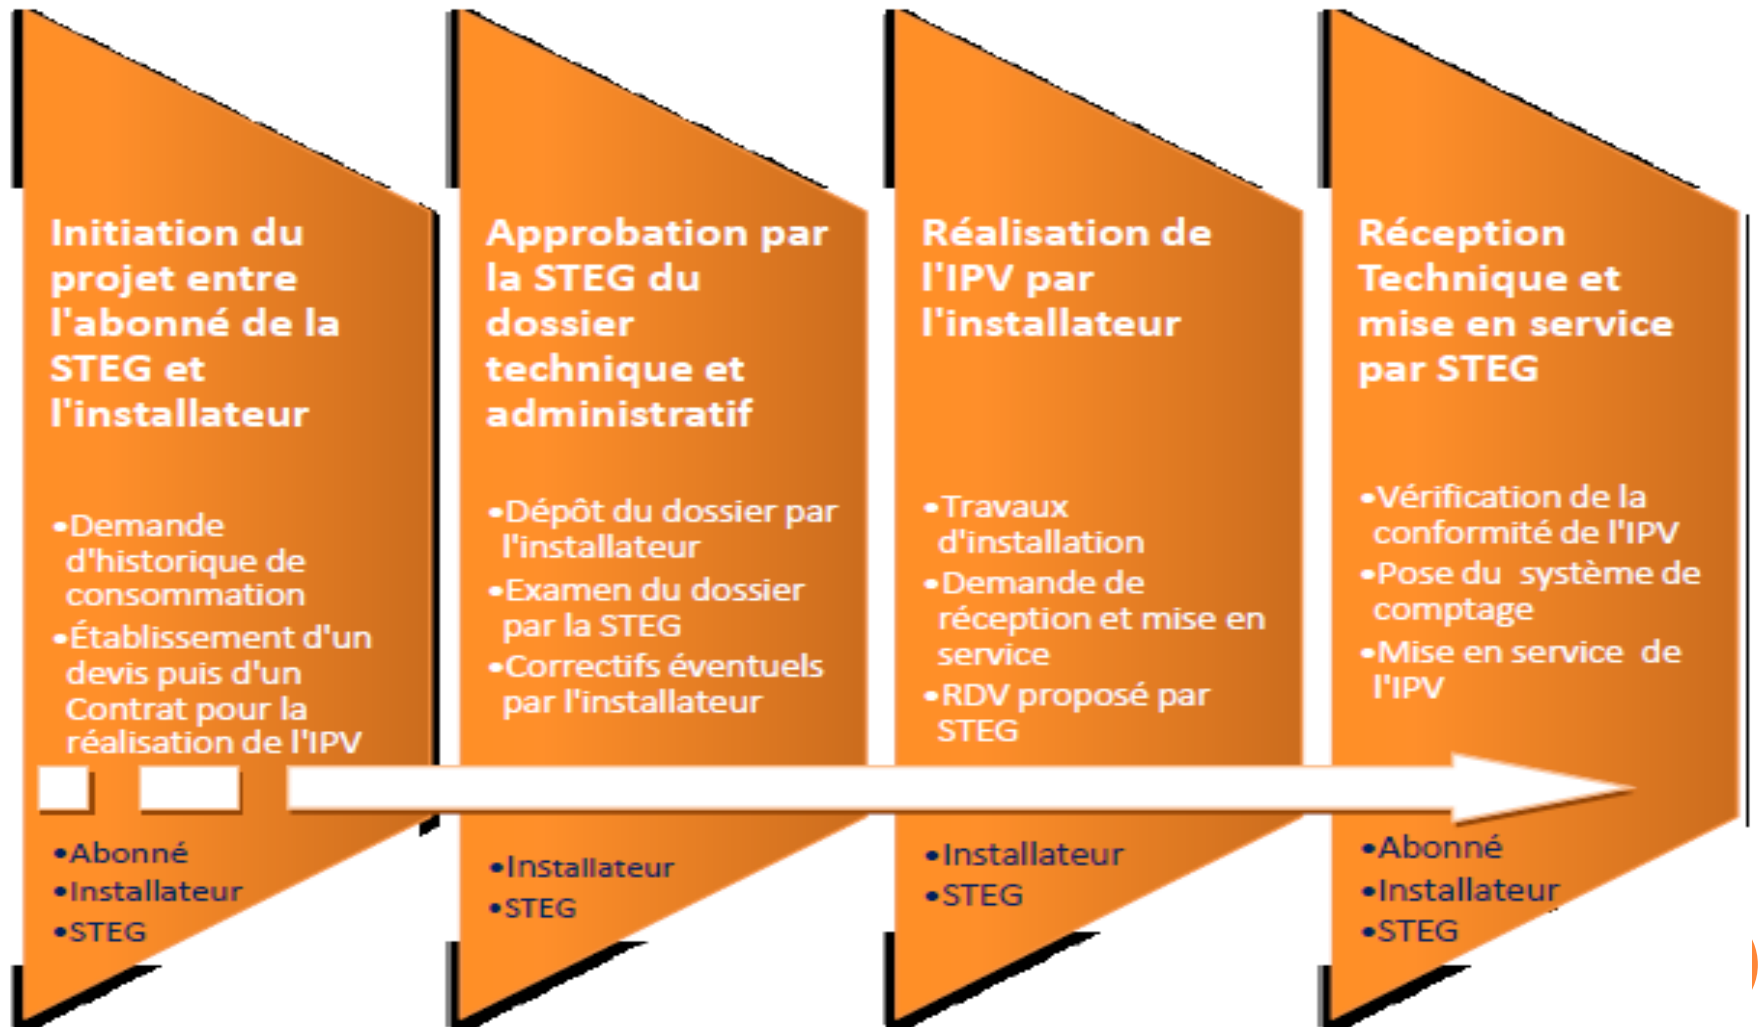 Initiation du
projet entre
l'abonné de la
STEG et
l'installateur
•Demande
d'historique de
consommation
•Établissement d'un
devis puis d'un
Contrat pour la
réalisation de l'IPV
•Abonné
•Installateur
•STEG
Approbation par
la STEG du
dossier
technique et
administratif
•Dépôt du dossier par
l'installateur
•Examen du dossier
par la STEG
•Correctifs éventuels
par l'installateur
•Installateur
•STEG
Réalisation de
l'IPV par
l'installateur
•Travaux
d'installation
•Demande de
réception et mise en
service
•RDV proposé par
STEG
•Installateur
•STEG
Réception
Technique et
mise en service
par STEG
•Vérification de la
conformité de l'IPV
•Pose du système de
comptage
•Mise en service de
l'IPV
•Abonné
•Installateur
•STEG